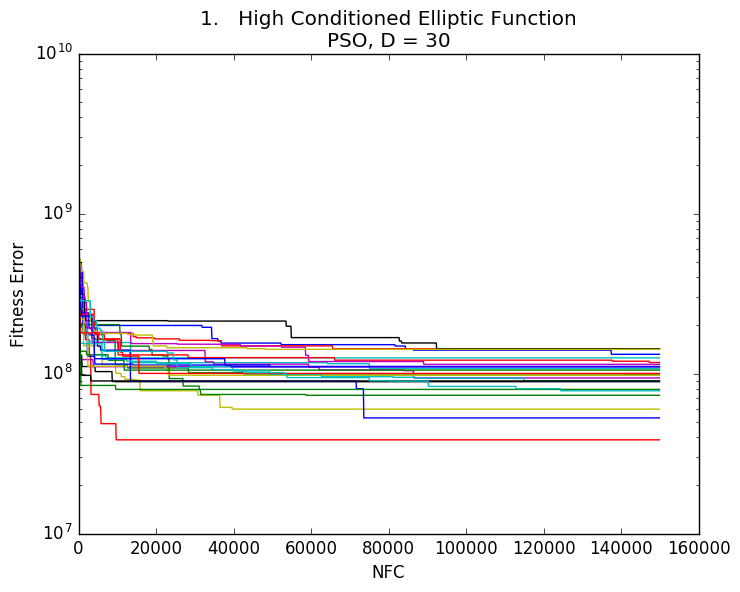 1.   High Conditioned Elliptic Function
PSO, D = 30
Fitness Error
10^10
10^9
10^8
10^7
0 20000 40000 60000 80000 100000 120000 140000 160000
NFC